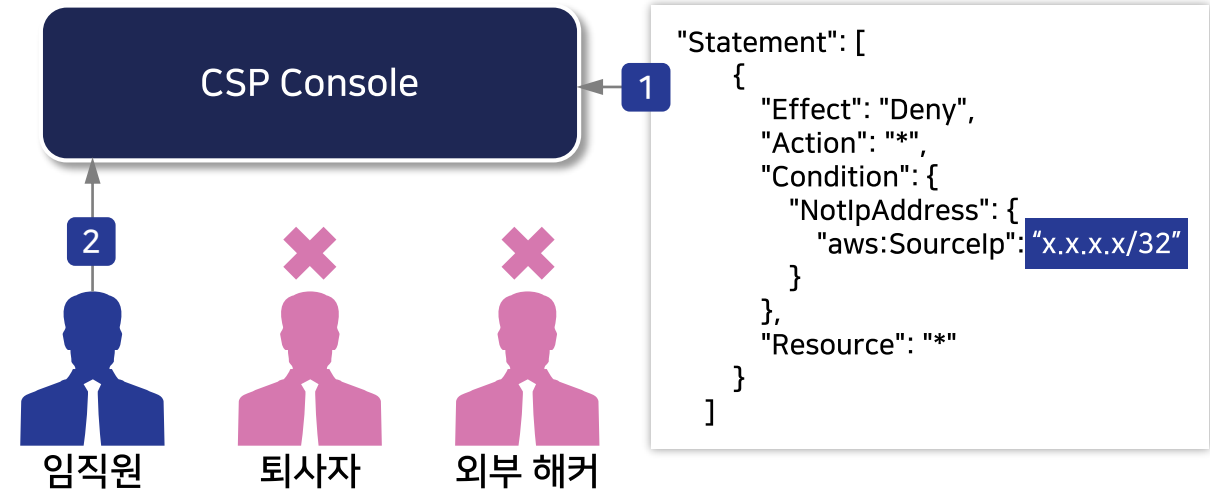 CSP Console
1
2
임직원
퇴사자
외부 해커
"Statement": [
{
"Effect": "Deny",
"Action": "*",
"Condition": {
"NotIpAddress": {
"aws:SourceIp": “x.x.x.x/32”
}
},
"Resource": "*"
}
]